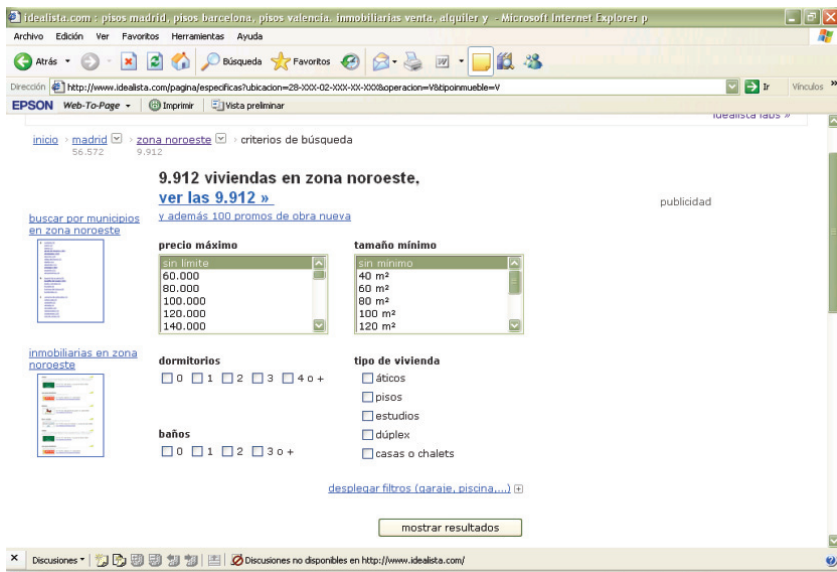 idealista.com : pisos madrid, pisos barcelona, pisos valencia. inmobiliarias venta, alquiler y - Microsoft Internet Explorer p
Archivo Edición Ver Favoritos Herramientas Ayuda
Atrás Búsqueda Favoritos
Dirección http://www.idealista.com/pagina/especificas?ubicacion=28-XXX-02-XXX-XX-XXX&operacion=V&tipoinmueble=V Ir Vínculos »
EPSON Web-To-Page Imprimir Vista preliminar
idealista labs »
inicio › madrid › zona noroeste › criterios de búsqueda
56.572 9.912
9.912 viviendas en zona noroeste,
ver las 9.912 »
publicidad
y además 100 promos de obra nueva
buscar por municipios
en zona noroeste
precio máximo tamaño mínimo
sin límite sin mínimo
60.000 40 m²
80.000 60 m²
100.000 80 m²
120.000 100 m²
140.000 120 m²
inmobiliarias en zona
noroeste
dormitorios tipo de vivienda
0 1 2 3 4 o + áticos
pisos
estudios
baños dúplex
0 1 2 3 o + casas o chalets
desplegar filtros (garaje, piscina,...)
mostrar resultados
Discusiones Discusiones no disponibles en http://www.idealista.com/